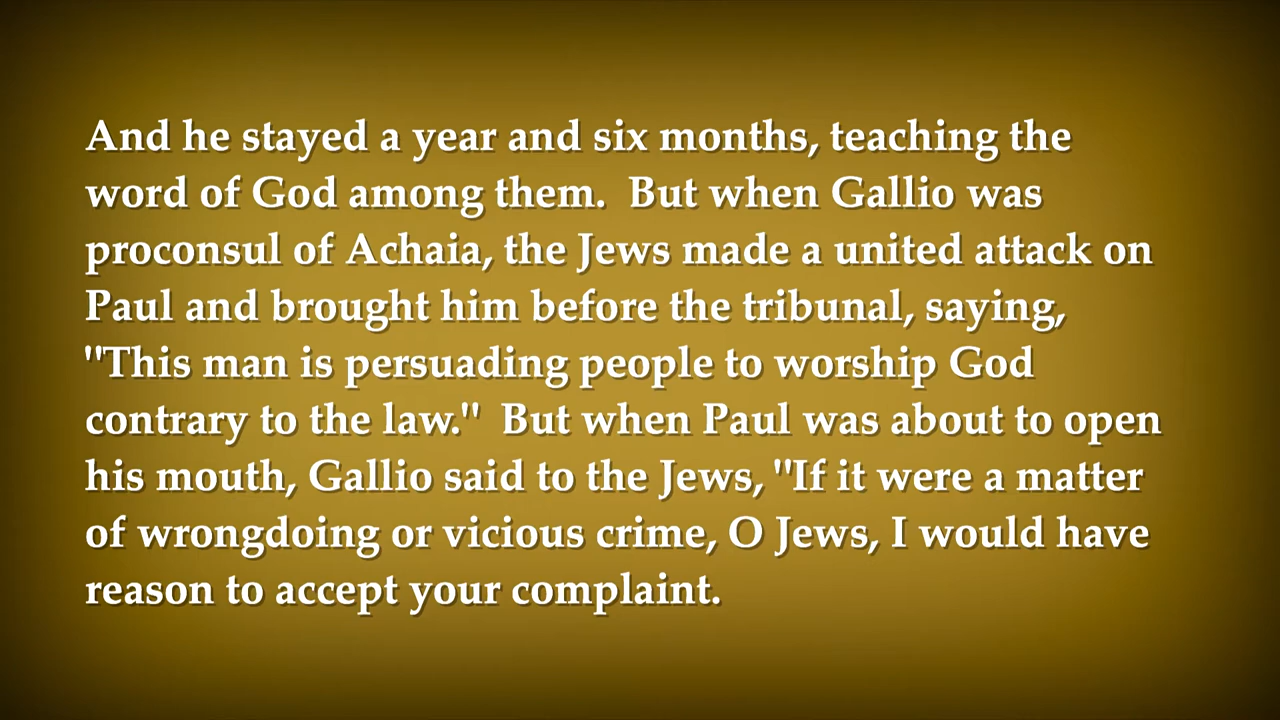 And he stayed a year and six months, teaching the
word of God among them.  But when Gallio was
proconsul of Achaia, the Jews made a united attack on
Paul and brought him before the tribunal, saying,
"This man is persuading people to worship God
contrary to the law."  But when Paul was about to open
his mouth, Gallio said to the Jews, "If it were a matter
of wrongdoing or vicious crime, O Jews, I would have
reason to accept your complaint.